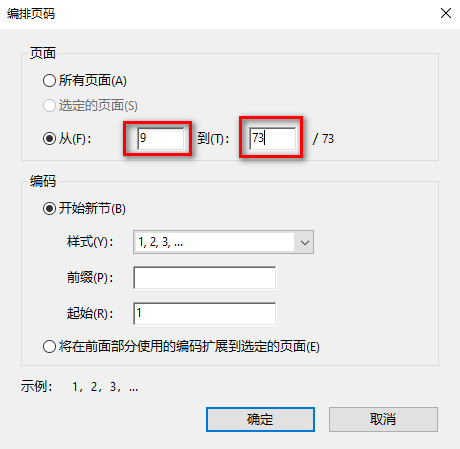 编排页码
页面
所有页面(A)
选定的页面(S)
从(F): 9 到(T): 73 / 73
编码
开始新节(B)
样式(Y): 1, 2, 3, ...
前缀(P):
起始(R): 1
将在前面部分使用的编码扩展到选定的页面(E)
示例: 1, 2, 3, ...
确定 取消